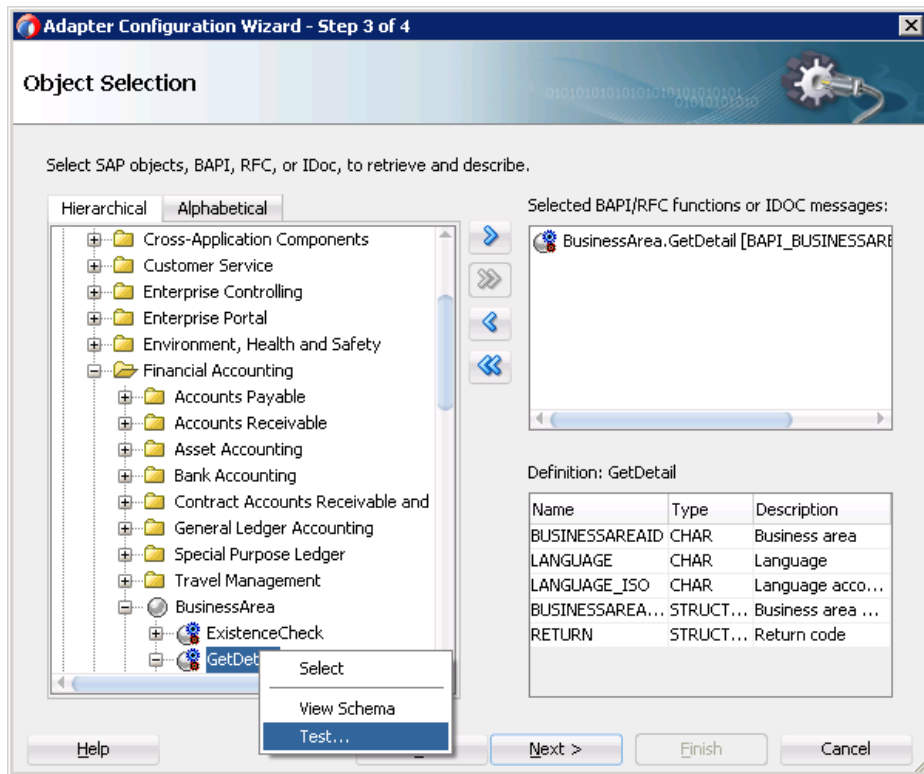 Adapter Configuration Wizard - Step 3 of 4
Object Selection
Select SAP objects, BAPI, RFC, or IDoc, to retrieve and describe.
Hierarchical Alphabetical
Cross-Application Components
Customer Service
Enterprise Controlling
Enterprise Portal
Environment, Health and Safety
Financial Accounting
Accounts Payable
Accounts Receivable
Asset Accounting
Bank Accounting
Contract Accounts Receivable and
General Ledger Accounting
Special Purpose Ledger
Travel Management
BusinessArea
ExistenceCheck
GetDet
Select
View Schema
Test...
Selected BAPI/RFC functions or IDOC messages:
BusinessArea.GetDetail [BAPI_BUSINESSARE
Definition: GetDetail
Name Type Description
BUSINESSAREAID CHAR Business area
LANGUAGE CHAR Language
LANGUAGE_ISO CHAR Language acco...
BUSINESSAREA... STRUCT... Business area ...
RETURN STRUCT... Return code
Help Next > Finish Cancel